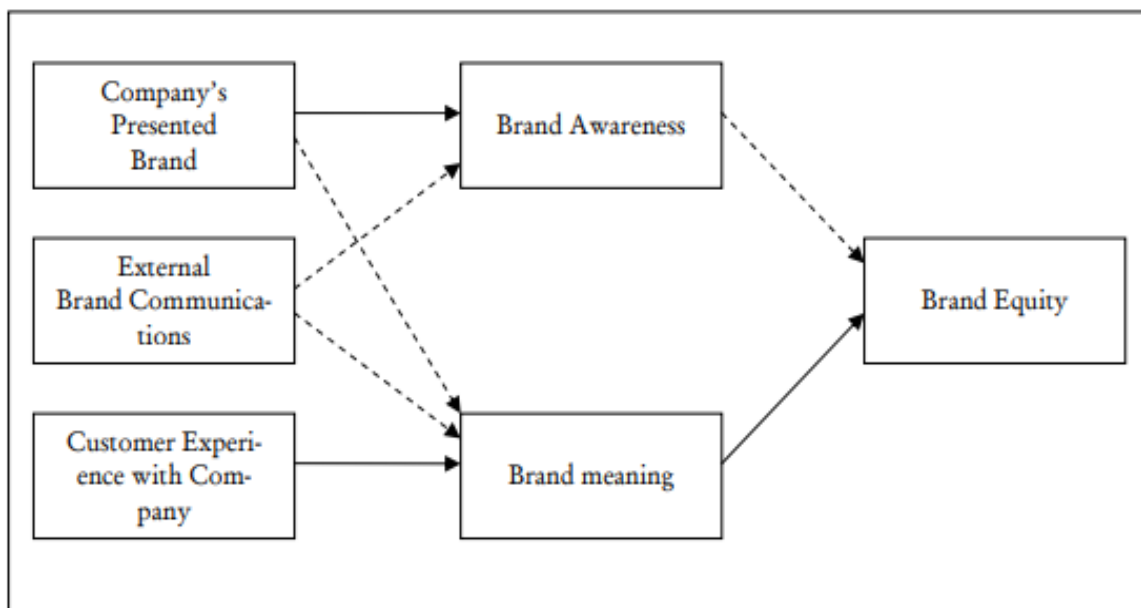 Company's
Presented
Brand
Brand Awareness
External
Brand Communica-
tions
Brand Equity
Customer Experi-
ence with Com-
pany
Brand meaning